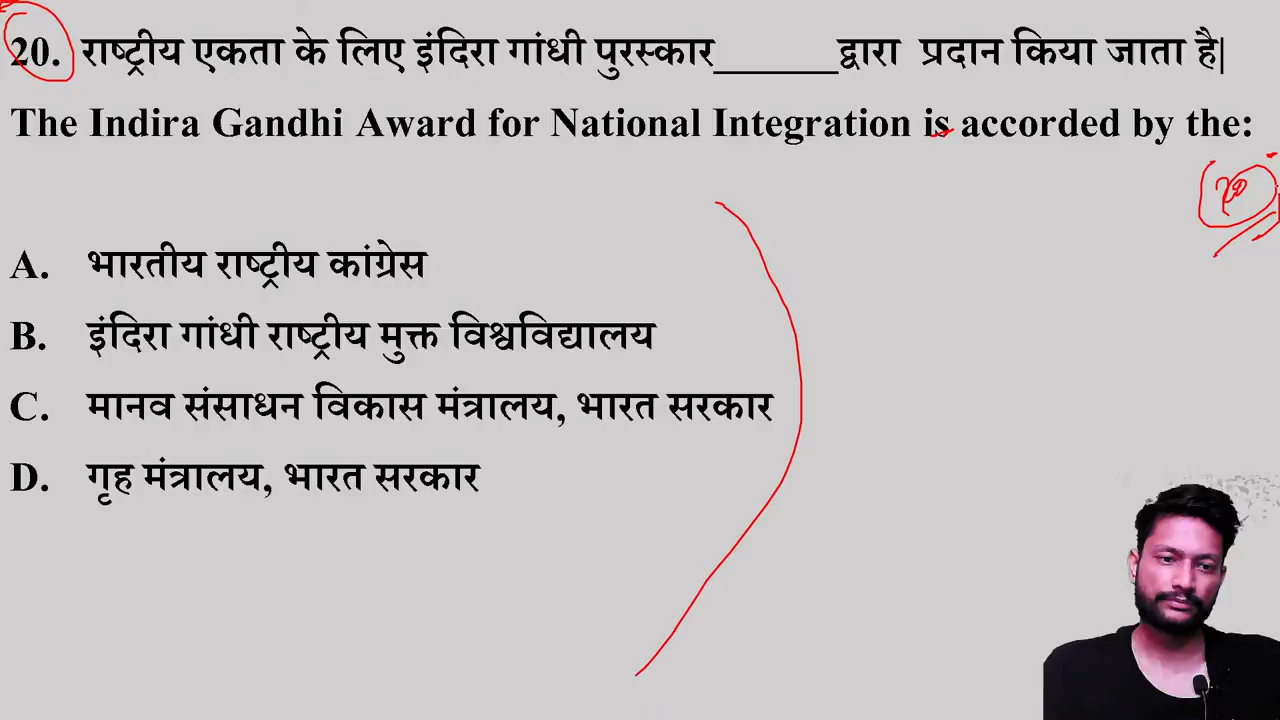 20. राष्ट्रीय एकता के लिए इंदिरा गांधी पुरस्कार______द्वारा प्रदान किया जाता है|
The Indira Gandhi Award for National Integration is accorded by the:
A. भारतीय राष्ट्रीय कांग्रेस
B. इंदिरा गांधी राष्ट्रीय मुक्त विश्वविद्यालय
C. मानव संसाधन विकास मंत्रालय, भारत सरकार
D. गृह मंत्रालय, भारत सरकार